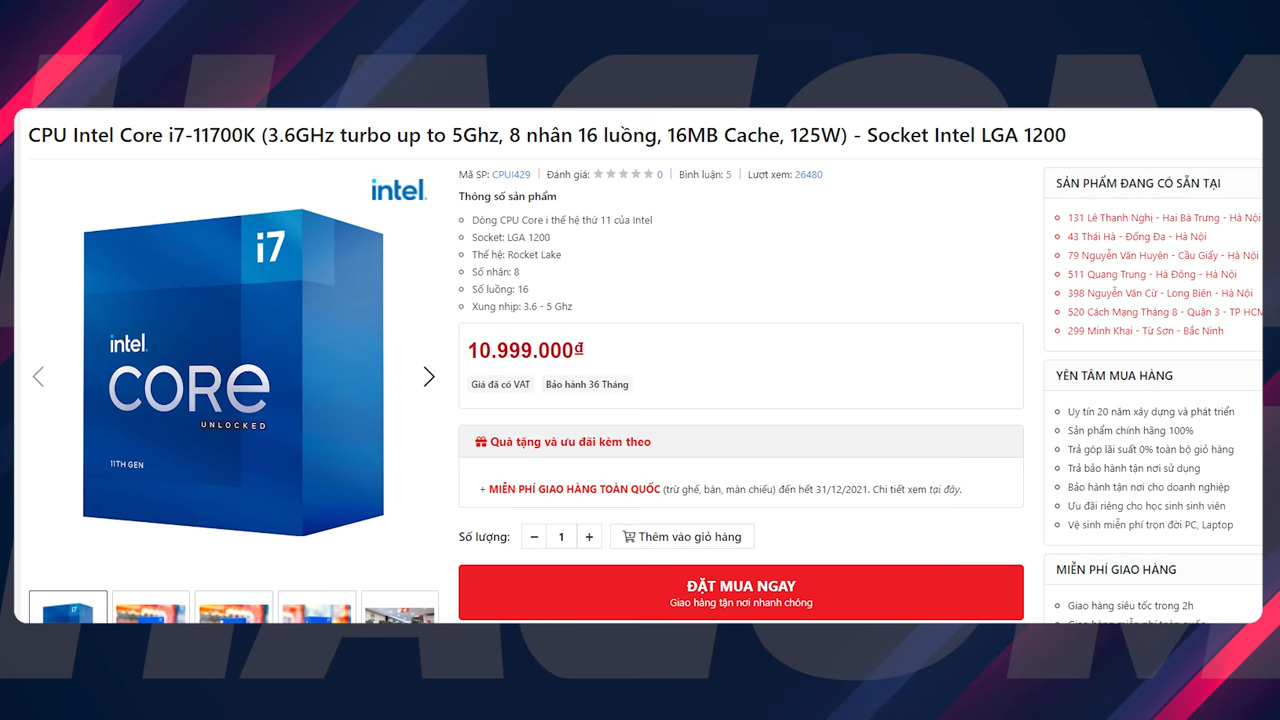 HACOM
CPU Intel Core i7-11700K (3.6GHz turbo up to 5Ghz, 8 nhân 16 luồng, 16MB Cache, 125W) - Socket Intel LGA 1200
intel.
i7
intel.
CORE
UNLOCKED
11TH GEN
Mã SP: CPUI429 | Đánh giá: 0 | Bình luận: 5 | Lượt xem: 26480
Thông số sản phẩm
Dòng CPU Core i thế hệ thứ 11 của Intel
Socket: LGA 1200
Thế hệ: Rocket Lake
Số nhân: 8
Số luồng: 16
Xung nhịp: 3.6 - 5 Ghz
10.999.000đ
Giá đã có VAT Bảo hành 36 Tháng
Quà tặng và ưu đãi kèm theo
+ MIỄN PHÍ GIAO HÀNG TOÀN QUỐC (trừ ghế, bàn, màn chiếu) đến hết 31/12/2021. Chi tiết xem tại đây.
Số lượng: − 1 + Thêm vào giỏ hàng
ĐẶT MUA NGAY
Giao hàng tận nơi nhanh chóng
SẢN PHẨM ĐANG CÓ SẴN TẠI
131 Lê Thanh Nghị - Hai Bà Trưng - Hà Nội
43 Thái Hà - Đống Đa - Hà Nội
79 Nguyễn Văn Huyên - Cầu Giấy - Hà Nội
511 Quang Trung - Hà Đông - Hà Nội
398 Nguyễn Văn Cừ - Long Biên - Hà Nội
520 Cách Mạng Tháng 8 - Quận 3 - TP HCM
299 Minh Khai - Từ Sơn - Bắc Ninh
YÊN TÂM MUA HÀNG
Uy tín 20 năm xây dựng và phát triển
Sản phẩm chính hãng 100%
Trả góp lãi suất 0% toàn bộ giỏ hàng
Trả bảo hành tận nơi sử dụng
Bảo hành tận nơi cho doanh nghiệp
Ưu đãi riêng cho học sinh sinh viên
Vệ sinh miễn phí trọn đời PC, Laptop
MIỄN PHÍ GIAO HÀNG
Giao hàng siêu tốc trong 2h
HACOM